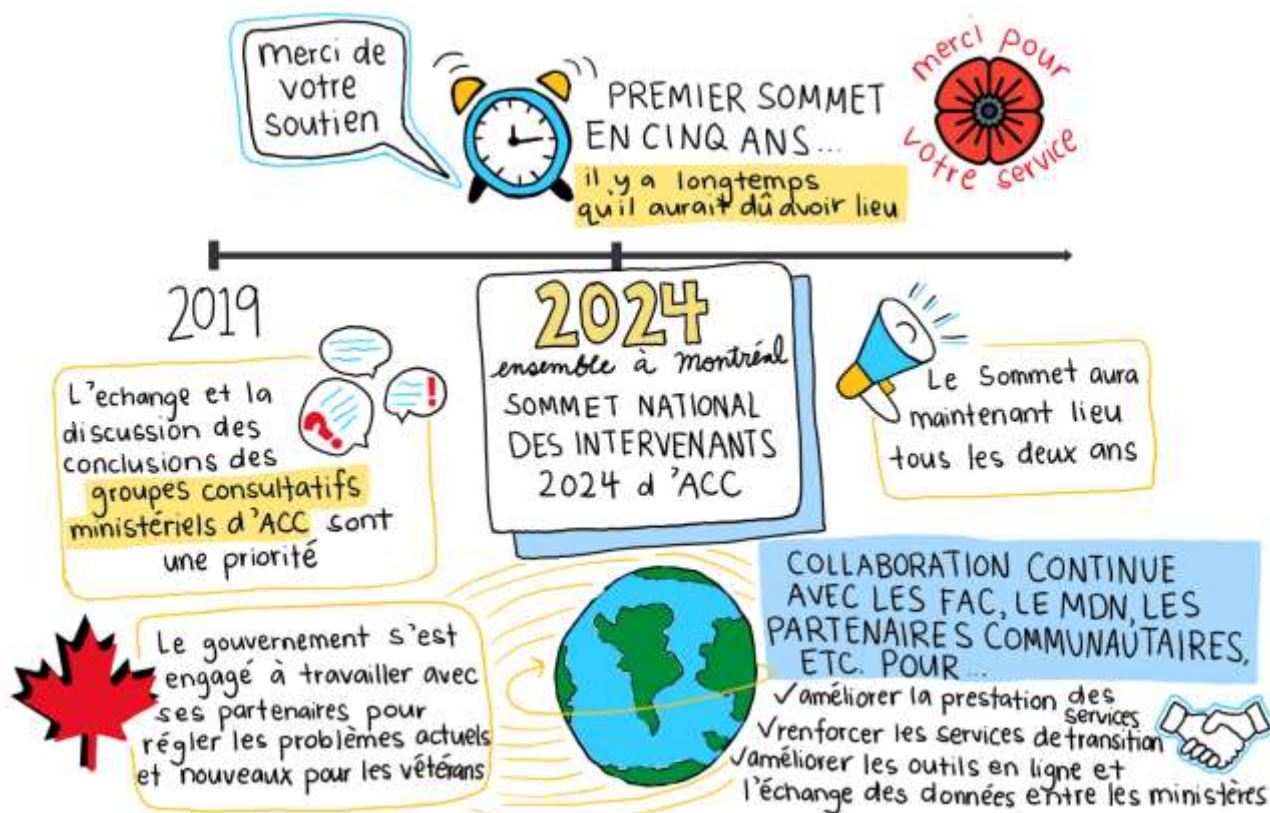 merci de
votre
soutien
PREMIER SOMMET
EN CINQ ANS...
il y a longtemps
qu'il aurait dû avoir lieu
merci pour
votre service
2019
2024
ensemble à Montréal
SOMMET NATIONAL
DES INTERVENANTS
2024 d'ACC
L'echange et la
discussion des
conclusions des
groupes consultatifs
ministériels d'ACC sont
une priorité
?
!
Le Sommet aura
maintenant lieu
tous les deux ans
Le gouvernement s'est
engagé à travailler avec
ses partenaires pour
régler les problèmes actuels
et nouveaux pour les vétérans
COLLABORATION CONTINUE
AVEC LES FAC, LE MDN, LES
PARTENAIRES COMMUNAUTAIRES,
ETC. POUR...
✓améliorer la prestation des
services
✓renforcer les services de transition
✓améliorer les outils en ligne et
l'échange des données entre les ministères